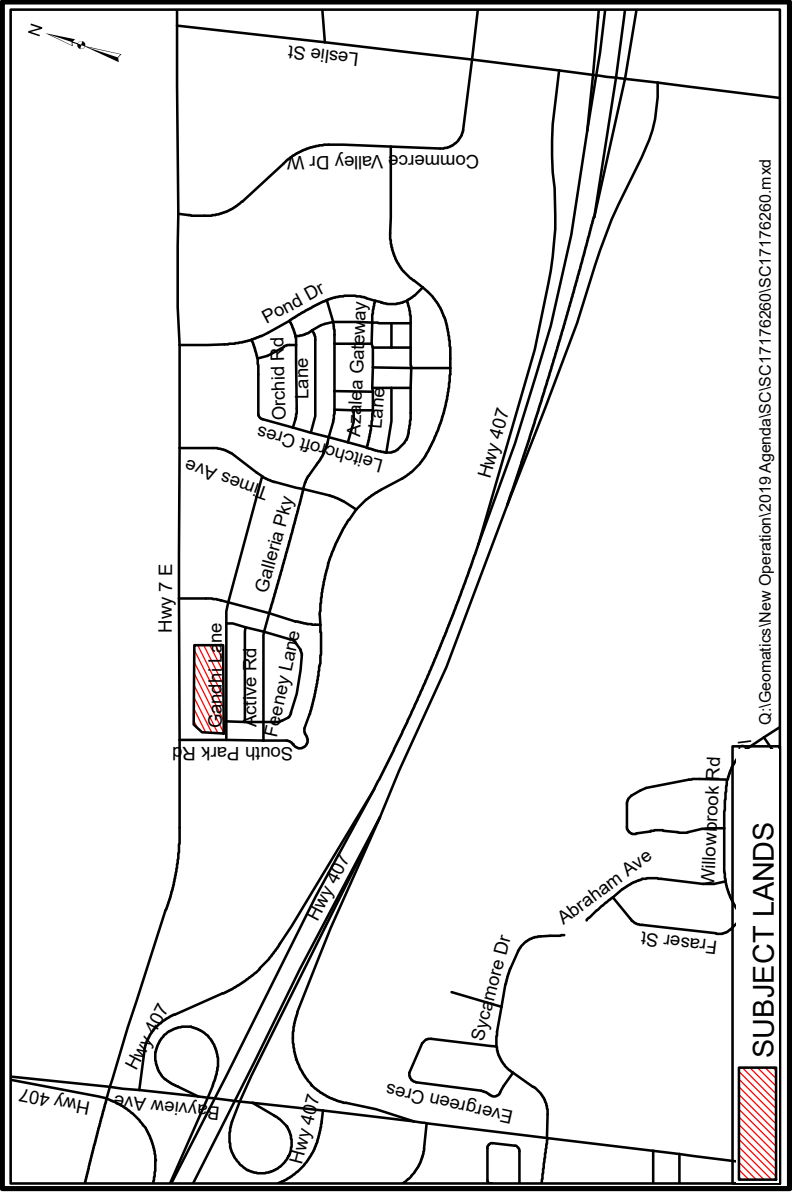 N
Leslie St
Commerce Valley Dr W
Pond Dr
Orchid Rd
Lane
Azalea Gateway
Lane
Leitchcroft Cres
Times Ave
Galleria Pky
Hwy 407
Hwy 7 E
Gandhi Lane
Active Rd
Feeney Lane
South Park Rd
Hwy 407
Hwy 407
Hwy 407
Bayview Ave
Hwy 407
Evergreen Cres
Sycamore Dr
Abraham Ave
Fraser St
Willowbrook Rd
Q:\Geomatics\New Operation\2019 Agenda\SC\SC17176260\SC17176260.mxd
SUBJECT LANDS